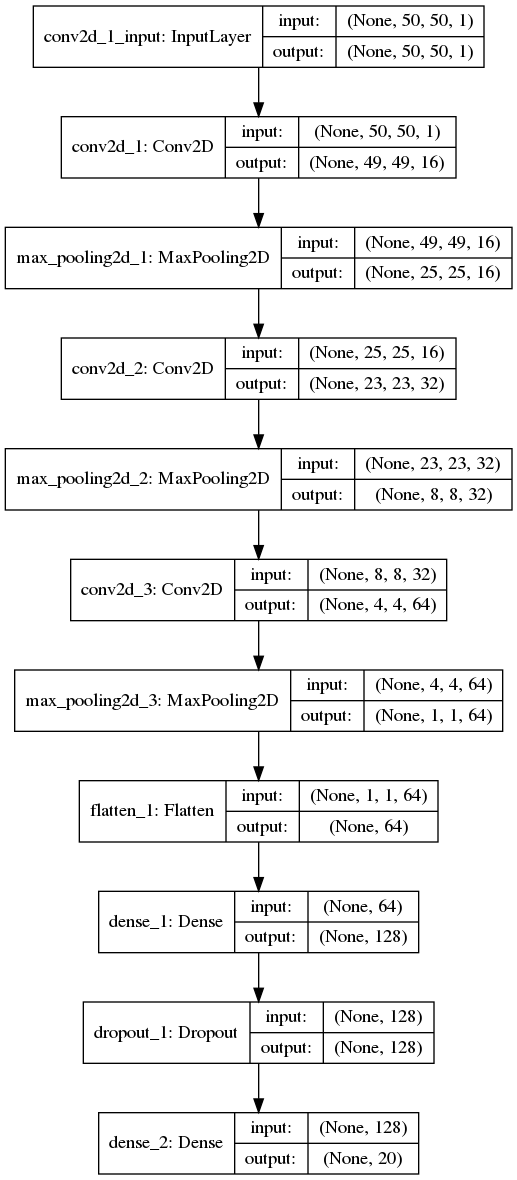 conv2d_1_input: InputLayer
input: (None, 50, 50, 1)
output: (None, 50, 50, 1)
conv2d_1: Conv2D
input: (None, 50, 50, 1)
output: (None, 49, 49, 16)
max_pooling2d_1: MaxPooling2D
input: (None, 49, 49, 16)
output: (None, 25, 25, 16)
conv2d_2: Conv2D
input: (None, 25, 25, 16)
output: (None, 23, 23, 32)
max_pooling2d_2: MaxPooling2D
input: (None, 23, 23, 32)
output: (None, 8, 8, 32)
conv2d_3: Conv2D
input: (None, 8, 8, 32)
output: (None, 4, 4, 64)
max_pooling2d_3: MaxPooling2D
input: (None, 4, 4, 64)
output: (None, 1, 1, 64)
flatten_1: Flatten
input: (None, 1, 1, 64)
output: (None, 64)
dense_1: Dense
input: (None, 64)
output: (None, 128)
dropout_1: Dropout
input: (None, 128)
output: (None, 128)
dense_2: Dense
input: (None, 128)
output: (None, 20)